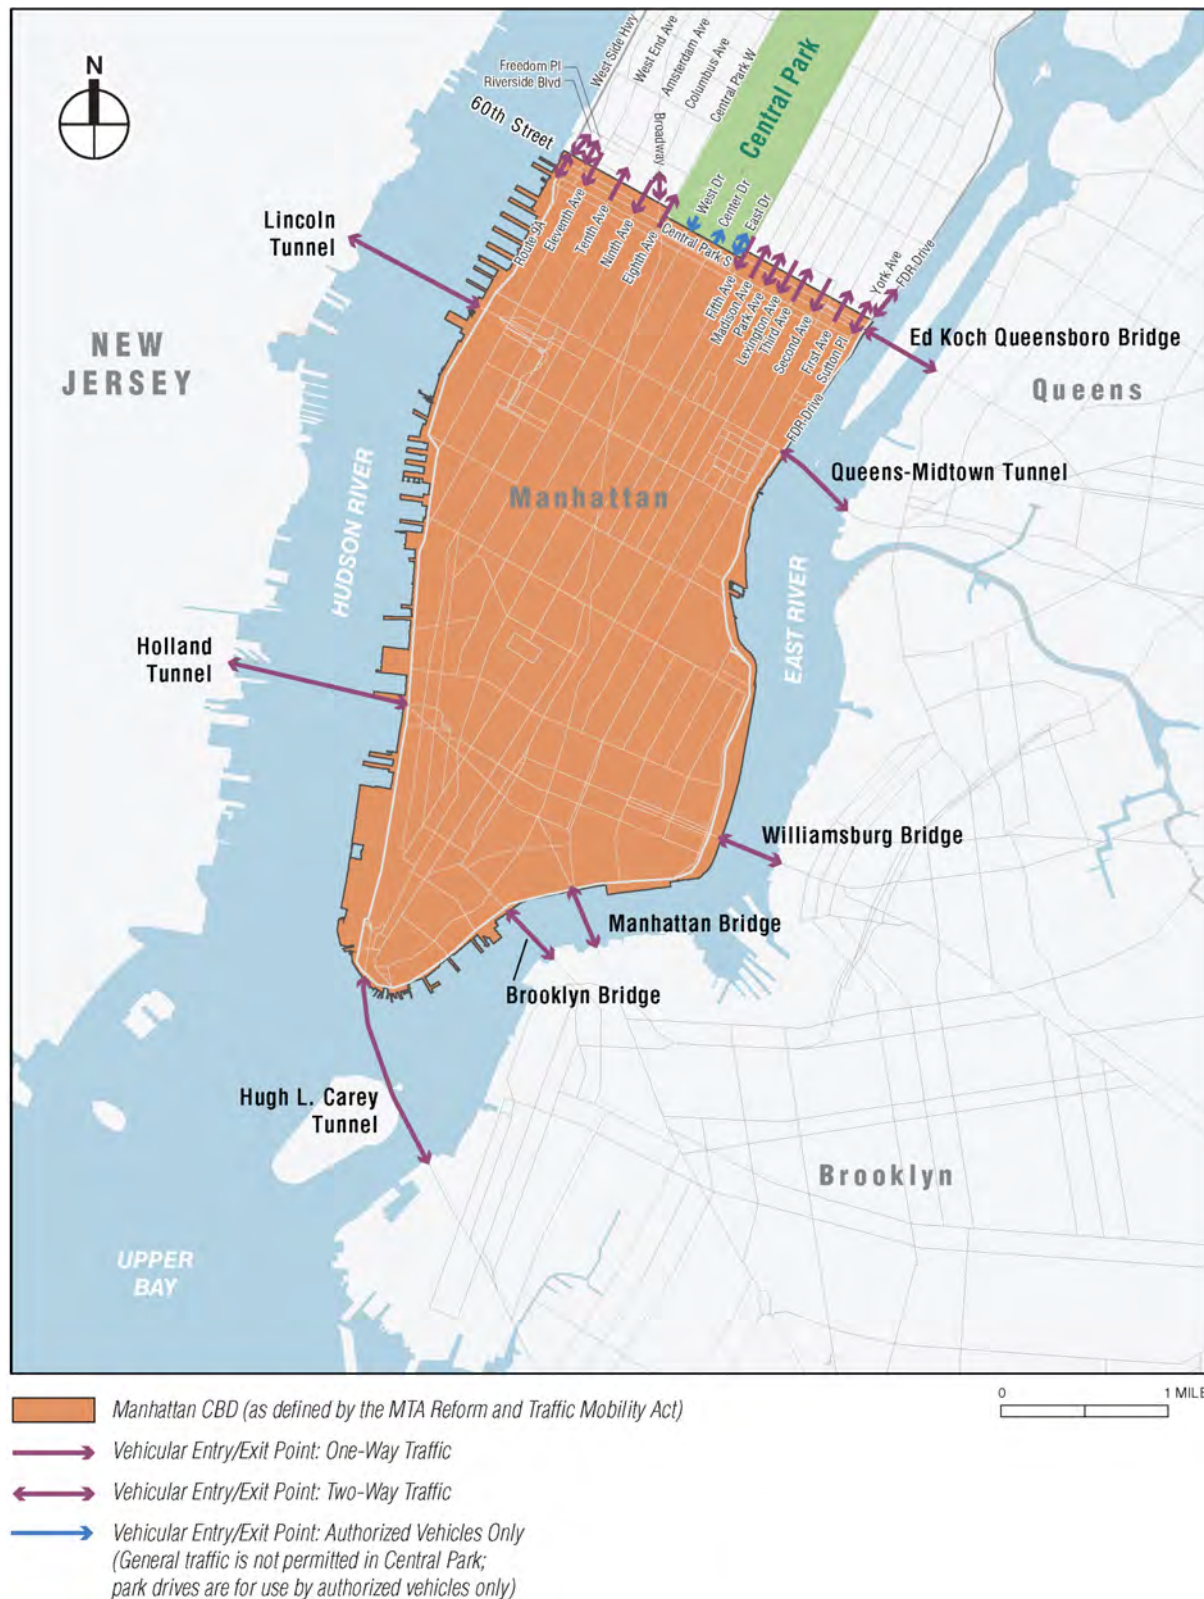 N
Freedom Pl
Riverside Blvd
60th Street
West Side Hwy
West End Ave
Amsterdam Ave
Columbus Ave
Central Park W
Broadway
Central Park
West Dr
Center Dr
East Dr
Central Park S
Route 9A
Eleventh Ave
Tenth Ave
Ninth Ave
Eighth Ave
Fifth Ave
Madison Ave
Park Ave
Lexington Ave
Third Ave
Second Ave
First Ave
Sutton Pl
York Ave
FDR Drive
FDR Drive
Lincoln
Tunnel
NEW
JERSEY
Ed Koch Queensboro Bridge
Queens
Queens-Midtown Tunnel
Manhattan
HUDSON RIVER
EAST RIVER
Holland
Tunnel
Williamsburg Bridge
Manhattan Bridge
Brooklyn Bridge
Hugh L. Carey
Tunnel
Brooklyn
UPPER
BAY
Manhattan CBD (as defined by the MTA Reform and Traffic Mobility Act)
0 1 MILE
Vehicular Entry/Exit Point: One-Way Traffic
Vehicular Entry/Exit Point: Two-Way Traffic
Vehicular Entry/Exit Point: Authorized Vehicles Only
(General traffic is not permitted in Central Park;
park drives are for use by authorized vehicles only)